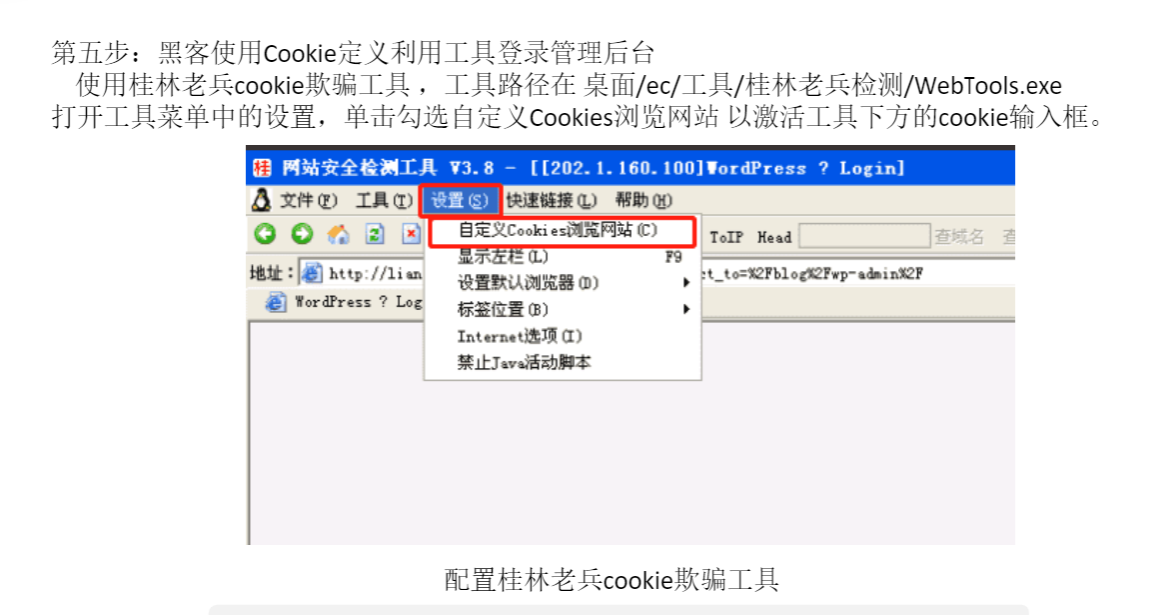 第五步：黑客使用Cookie定义利用工具登录管理后台
使用桂林老兵cookie欺骗工具 ，工具路径在 桌面/ec/工具/桂林老兵检测/WebTools.exe
打开工具菜单中的设置，单击勾选自定义Cookies浏览网站 以激活工具下方的cookie输入框。
桂 网站安全检测工具 V3.8 - [[202.1.160.100]WordPress ? Login]
文件(F) 工具(T) 设置(S) 快速链接(L) 帮助(H)
自定义Cookies浏览网站(C)
ToIP Head 查域名
显示左栏(L) F9
地址： http://lian ct_to=%2Fblog%2Fwp-admin%2F
设置默认浏览器(D)
WordPress ? Log
标签位置(B)
Internet选项(I)
禁止Java活动脚本
配置桂林老兵cookie欺骗工具